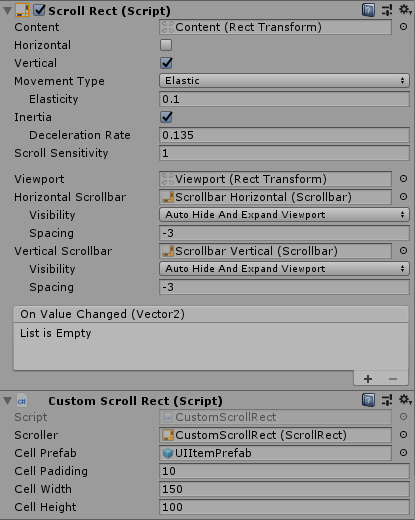 Scroll Rect (Script)
Content Content (Rect Transform)
Horizontal
Vertical
Movement Type Elastic
Elasticity 0.1
Inertia
Deceleration Rate 0.135
Scroll Sensitivity 1
Viewport Viewport (Rect Transform)
Horizontal Scrollbar Scrollbar Horizontal (Scrollbar)
Visibility Auto Hide And Expand Viewport
Spacing -3
Vertical Scrollbar Scrollbar Vertical (Scrollbar)
Visibility Auto Hide And Expand Viewport
Spacing -3
On Value Changed (Vector2)
List is Empty
Custom Scroll Rect (Script)
Script CustomScrollRect
Scroller CustomScrollRect (ScrollRect)
Cell Prefab UIItemPrefab
Cell Padiding 10
Cell Width 150
Cell Height 100